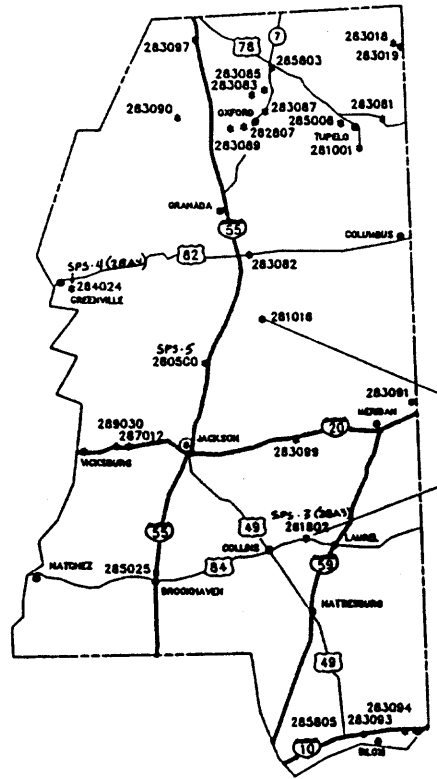 283097
78
7
283018
283019
285803
283085
283083
283090
283087
283081
OXFORD
285006
282807
TUPELO
283089
281001
GRANADA
55
COLUMBUS
82
283082
SPS-4 (28A4)
284024
GREENVILLE
281016
SPS-5
280500
283091
MERIDIAN
289030
287012
JACKSON
20
VICKSBURG
283099
SPS-3 (28A3)
281802
55
49
LAUREL
COLLINS
NATCHEZ
285025
84
59
BROOKHAVEN
HATTIESBURG
49
283094
285805
283093
10
BILOXI